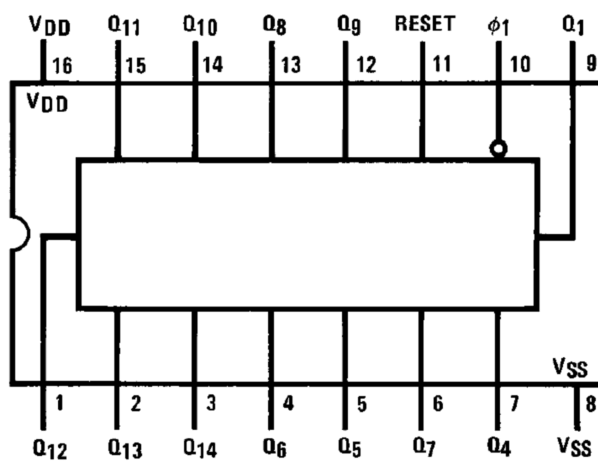 VDD Q11 Q10 Q8 Q9 RESET ϕ1 Q1
16 15 14 13 12 11 10 9
VDD
VSS
1 2 3 4 5 6 7 8
Q12 Q13 Q14 Q6 Q5 Q7 Q4 VSS